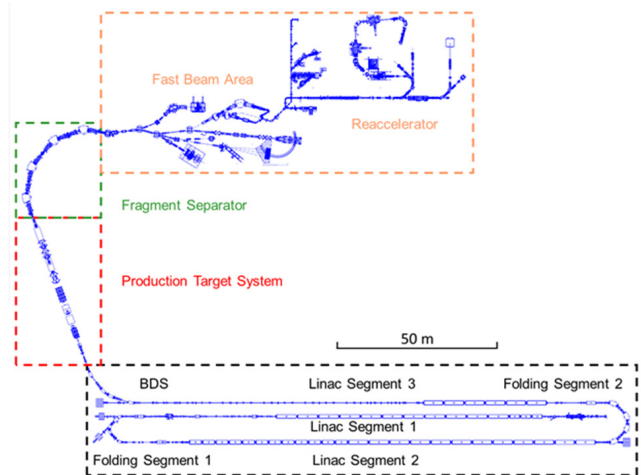 Fast Beam Area
Reaccelerator
Fragment Separator
Production Target System
50 m
BDS Linac Segment 3 Folding Segment 2
Linac Segment 1
Folding Segment 1 Linac Segment 2